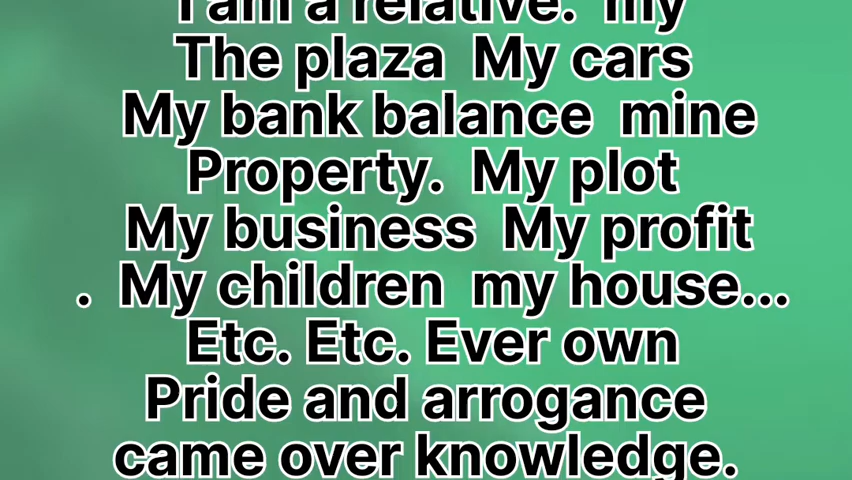 I am a relative. my
The plaza My cars
My bank balance mine
Property. My plot
My business My profit
. My children my house...
Etc. Etc. Ever own
Pride and arrogance
came over knowledge.